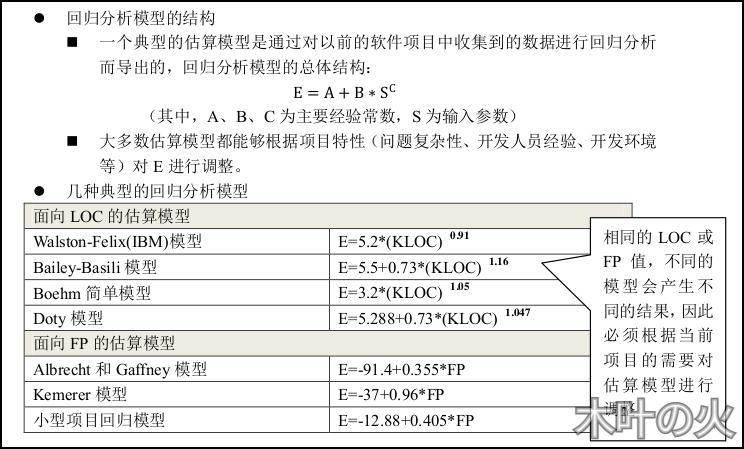 ● 回归分析模型的结构
■ 一个典型的估算模型是通过对以前的软件项目中收集到的数据进行回归分析
而导出的，回归分析模型的总体结构：
E = A + B ∗ S^C
（其中，A、B、C 为主要经验常数，S 为输入参数）
■ 大多数估算模型都能够根据项目特性（问题复杂性、开发人员经验、开发环境
等）对 E 进行调整。
● 几种典型的回归分析模型
面向 LOC 的估算模型
Walston-Felix(IBM)模型 E=5.2*(KLOC) 0.91
Bailey-Basili 模型 E=5.5+0.73*(KLOC) 1.16
Boehm 简单模型 E=3.2*(KLOC) 1.05
Doty 模型 E=5.288+0.73*(KLOC) 1.047
面向 FP 的估算模型
Albrecht 和 Gaffney 模型 E=-91.4+0.355*FP
Kemerer 模型 E=-37+0.96*FP
小型项目回归模型 E=-12.88+0.405*FP
相同的 LOC 或
FP 值，不同的
模型会产生不
同的结果，因此
必须根据当前
项目的需要对
估算模型进行
调整
木叶の火